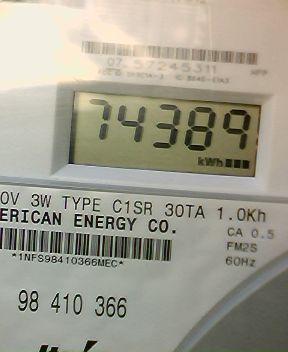 07 57245311
74389
kWh
0V 3W TYPE C1SR 30TA 1.0Kh
ERICAN ENERGY CO. CA 0.5
FM2S
*1NFS98410366MEC* 60Hz
98 410 366